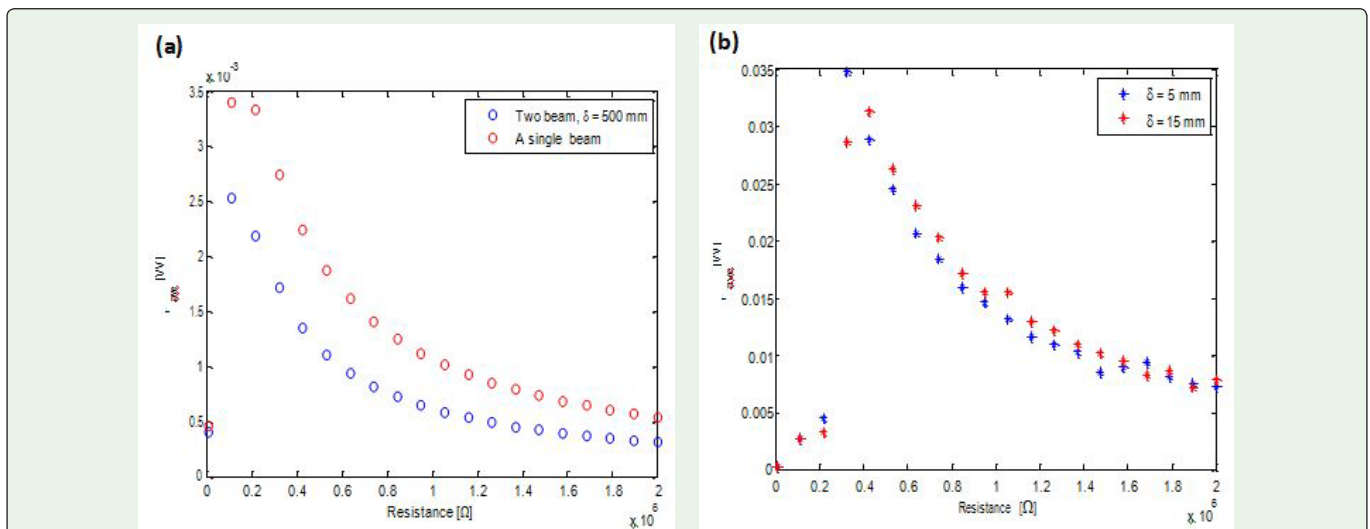 (a)
x 10^-3
3.5
3
2.5
2
1.5
1
0.5
0
Two beam, δ = 500 mm
A single beam
0 0.2 0.4 0.6 0.8 1 1.2 1.4 1.6 1.8 2
Resistance [Ω]
x 10^6
(b)
0.035
0.03
0.025
0.02
0.015
0.01
0.005
0
δ = 5 mm
δ = 15 mm
0 0.2 0.4 0.6 0.8 1 1.2 1.4 1.6 1.8 2
Resistance [Ω]
x 10^6